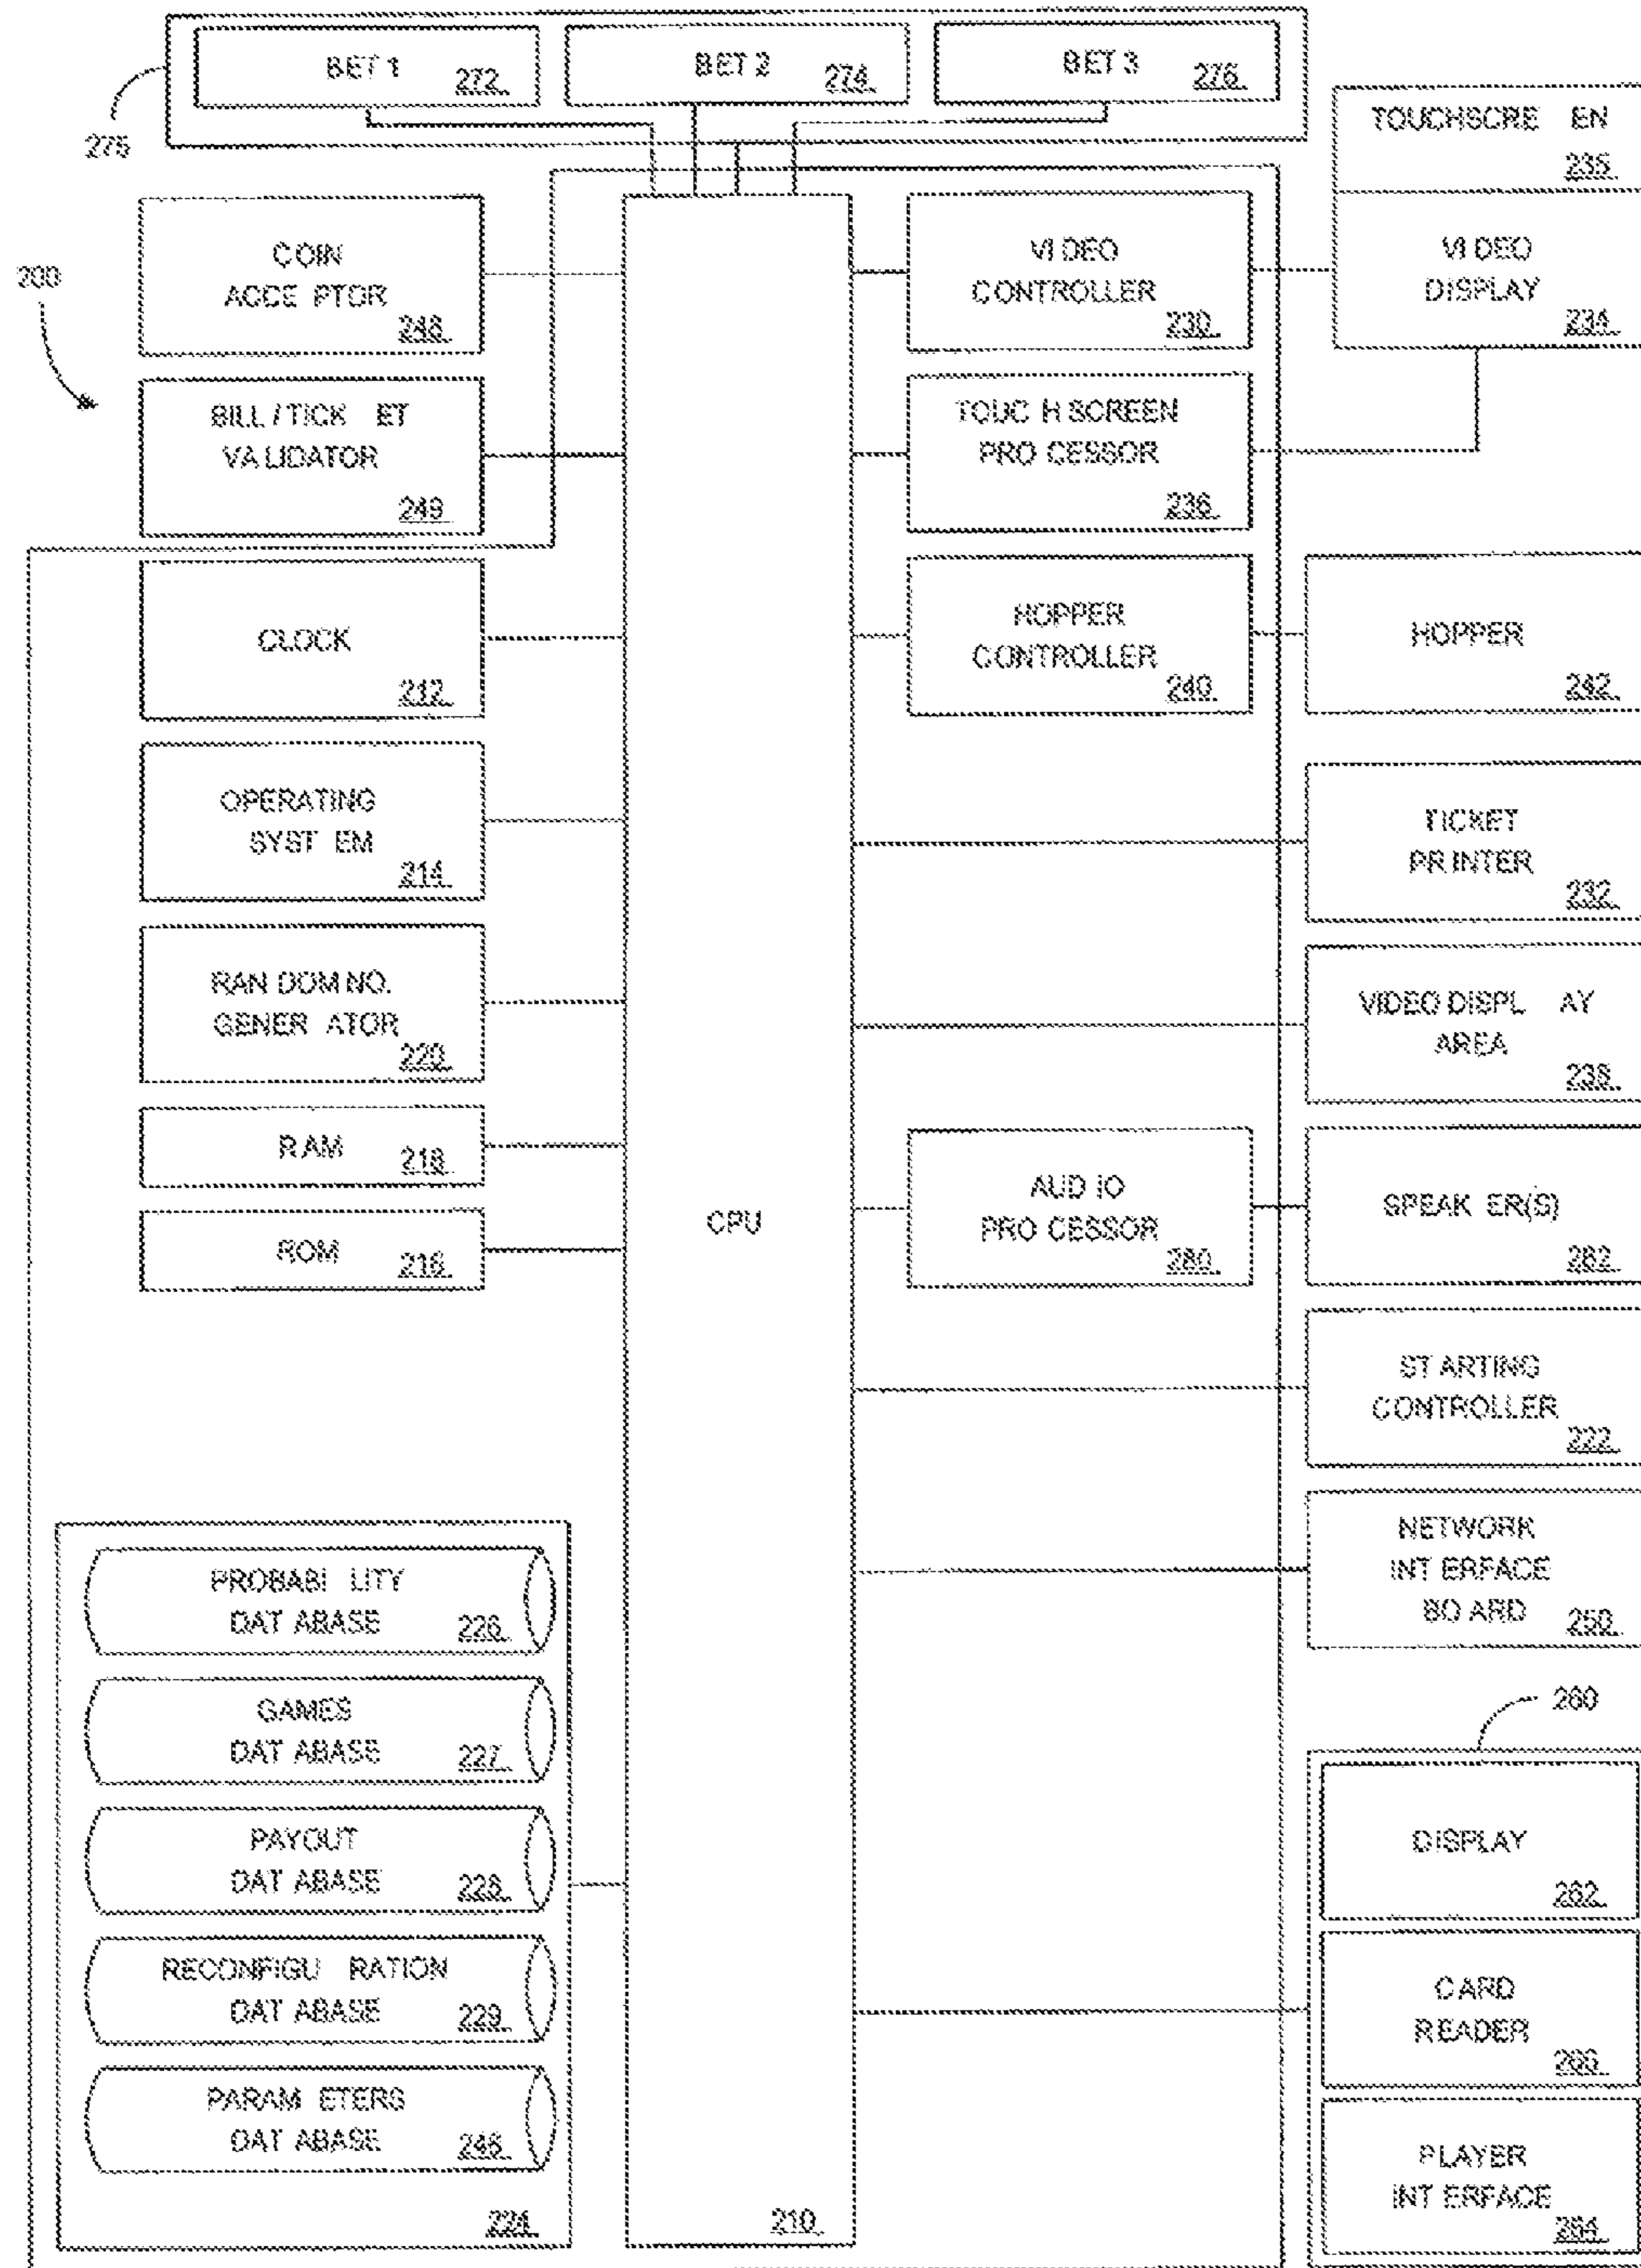 BET 1 272
BET 2 274
BET 3 276
275
TOUCHSCRE EN
235
200
COIN
ACCE PTOR
248
VI DEO
CONTROLLER
230
VI DEO
DISPLAY
234
BILL / TICK ET
VA LIDATOR
249
TOUC H SCREEN
PRO CESSOR
236
CLOCK
212
HOPPER
CONTROLLER
240
HOPPER
242
OPERATING
SYST EM
214
TICKET
PR INTER
232
RAN DOM NO.
GENER ATOR
220
VIDEO DISPL AY
AREA
238
RAM 218
ROM 216
CPU
AUD IO
PRO CESSOR
280
SPEAK ER(S)
282
ST ARTING
CONTROLLER
222
NETWORK
INT ERFACE
BO ARD 250
PROBABI LITY
DAT ABASE 226
GAMES
DAT ABASE 227
PAYOUT
DAT ABASE 228
RECONFIGU RATION
DAT ABASE 229
PARAM ETERS
DAT ABASE 246
224
210
260
DISPLAY
262
CARD
READER
266
PLAYER
INT ERFACE
264